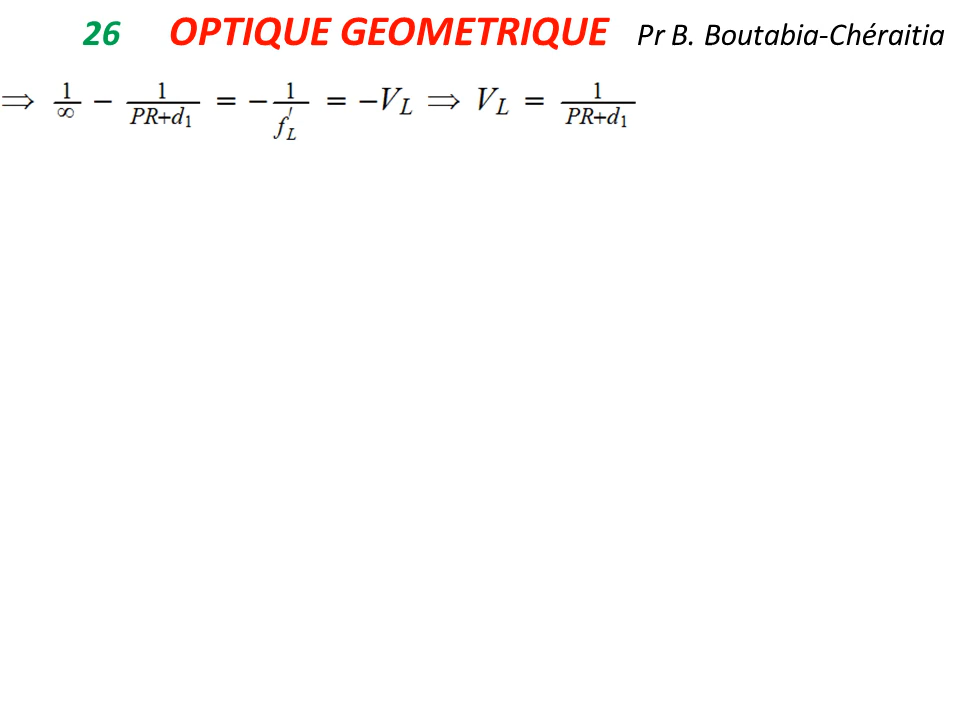 26 OPTIQUE GEOMETRIQUE Pr B. Boutabia-Chéraitia
⇒ 1/∞ − 1/(PR+d₁) = −1/f′_L = −V_L ⇒ V_L = 1/(PR+d₁)